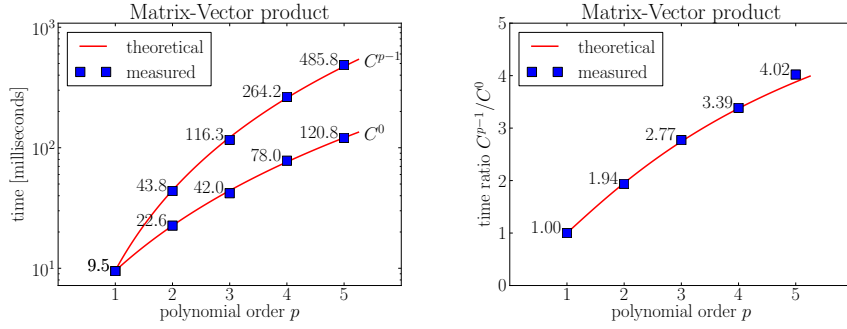 Matrix-Vector product
theoretical
measured
10^3
10^2
10^1
time [milliseconds]
485.8
264.2
116.3
43.8
9.5
120.8
78.0
42.0
22.6
C^{p−1}
C^0
1 2 3 4 5
polynomial order p
Matrix-Vector product
theoretical
measured
5
4
3
2
1
0
time ratio C^{p−1}/C^0
4.02
3.39
2.77
1.94
1.00
1 2 3 4 5
polynomial order p